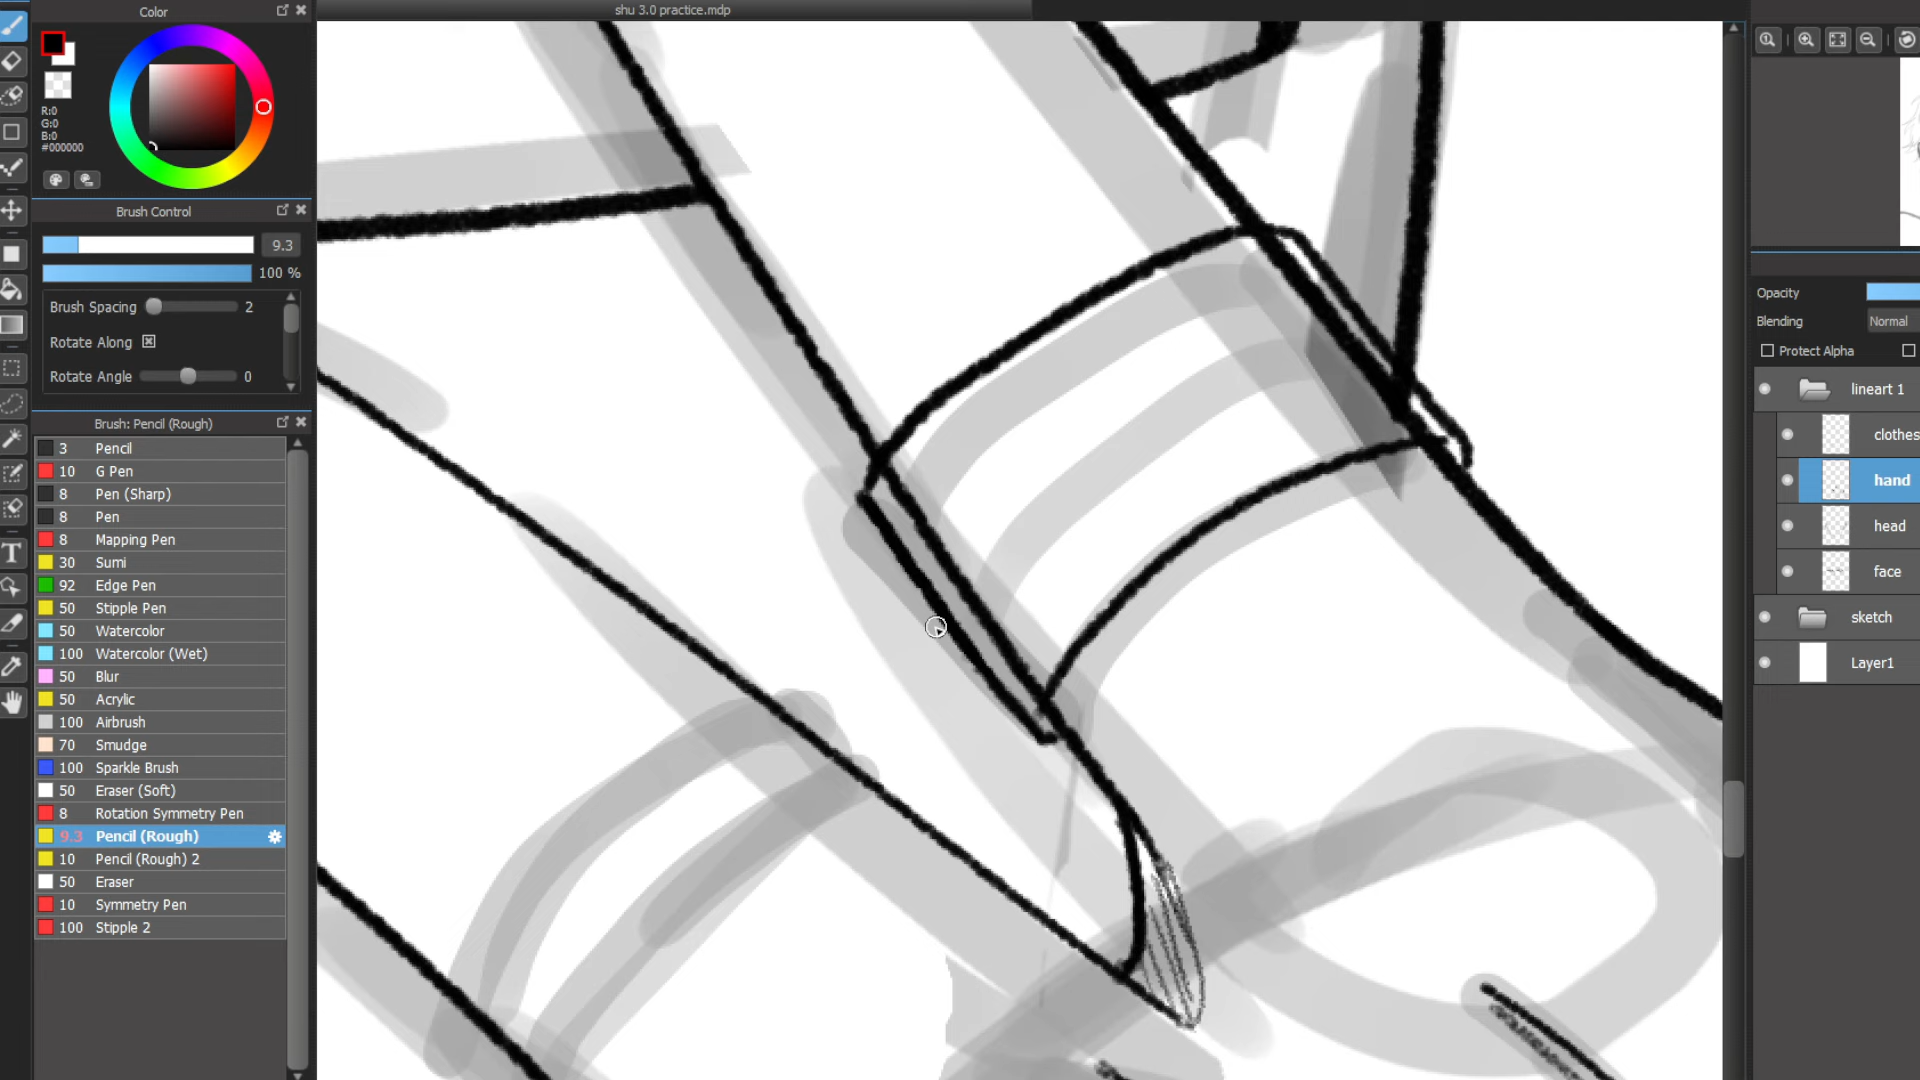 Color
shu 3.0 practice.mdp
R:0
G:0
B:0
#000000
Brush Control
9.3
100 %
Brush Spacing 2
Rotate Along
Rotate Angle 0
Brush: Pencil (Rough)
3 Pencil
10 G Pen
8 Pen (Sharp)
8 Pen
8 Mapping Pen
30 Sumi
92 Edge Pen
50 Stipple Pen
50 Watercolor
100 Watercolor (Wet)
50 Blur
50 Acrylic
100 Airbrush
70 Smudge
100 Sparkle Brush
50 Eraser (Soft)
8 Rotation Symmetry Pen
9.3 Pencil (Rough)
10 Pencil (Rough) 2
50 Eraser
10 Symmetry Pen
100 Stipple 2
Opacity
Blending Normal
Protect Alpha
lineart 1
clothes
hand
head
face
sketch
Layer1